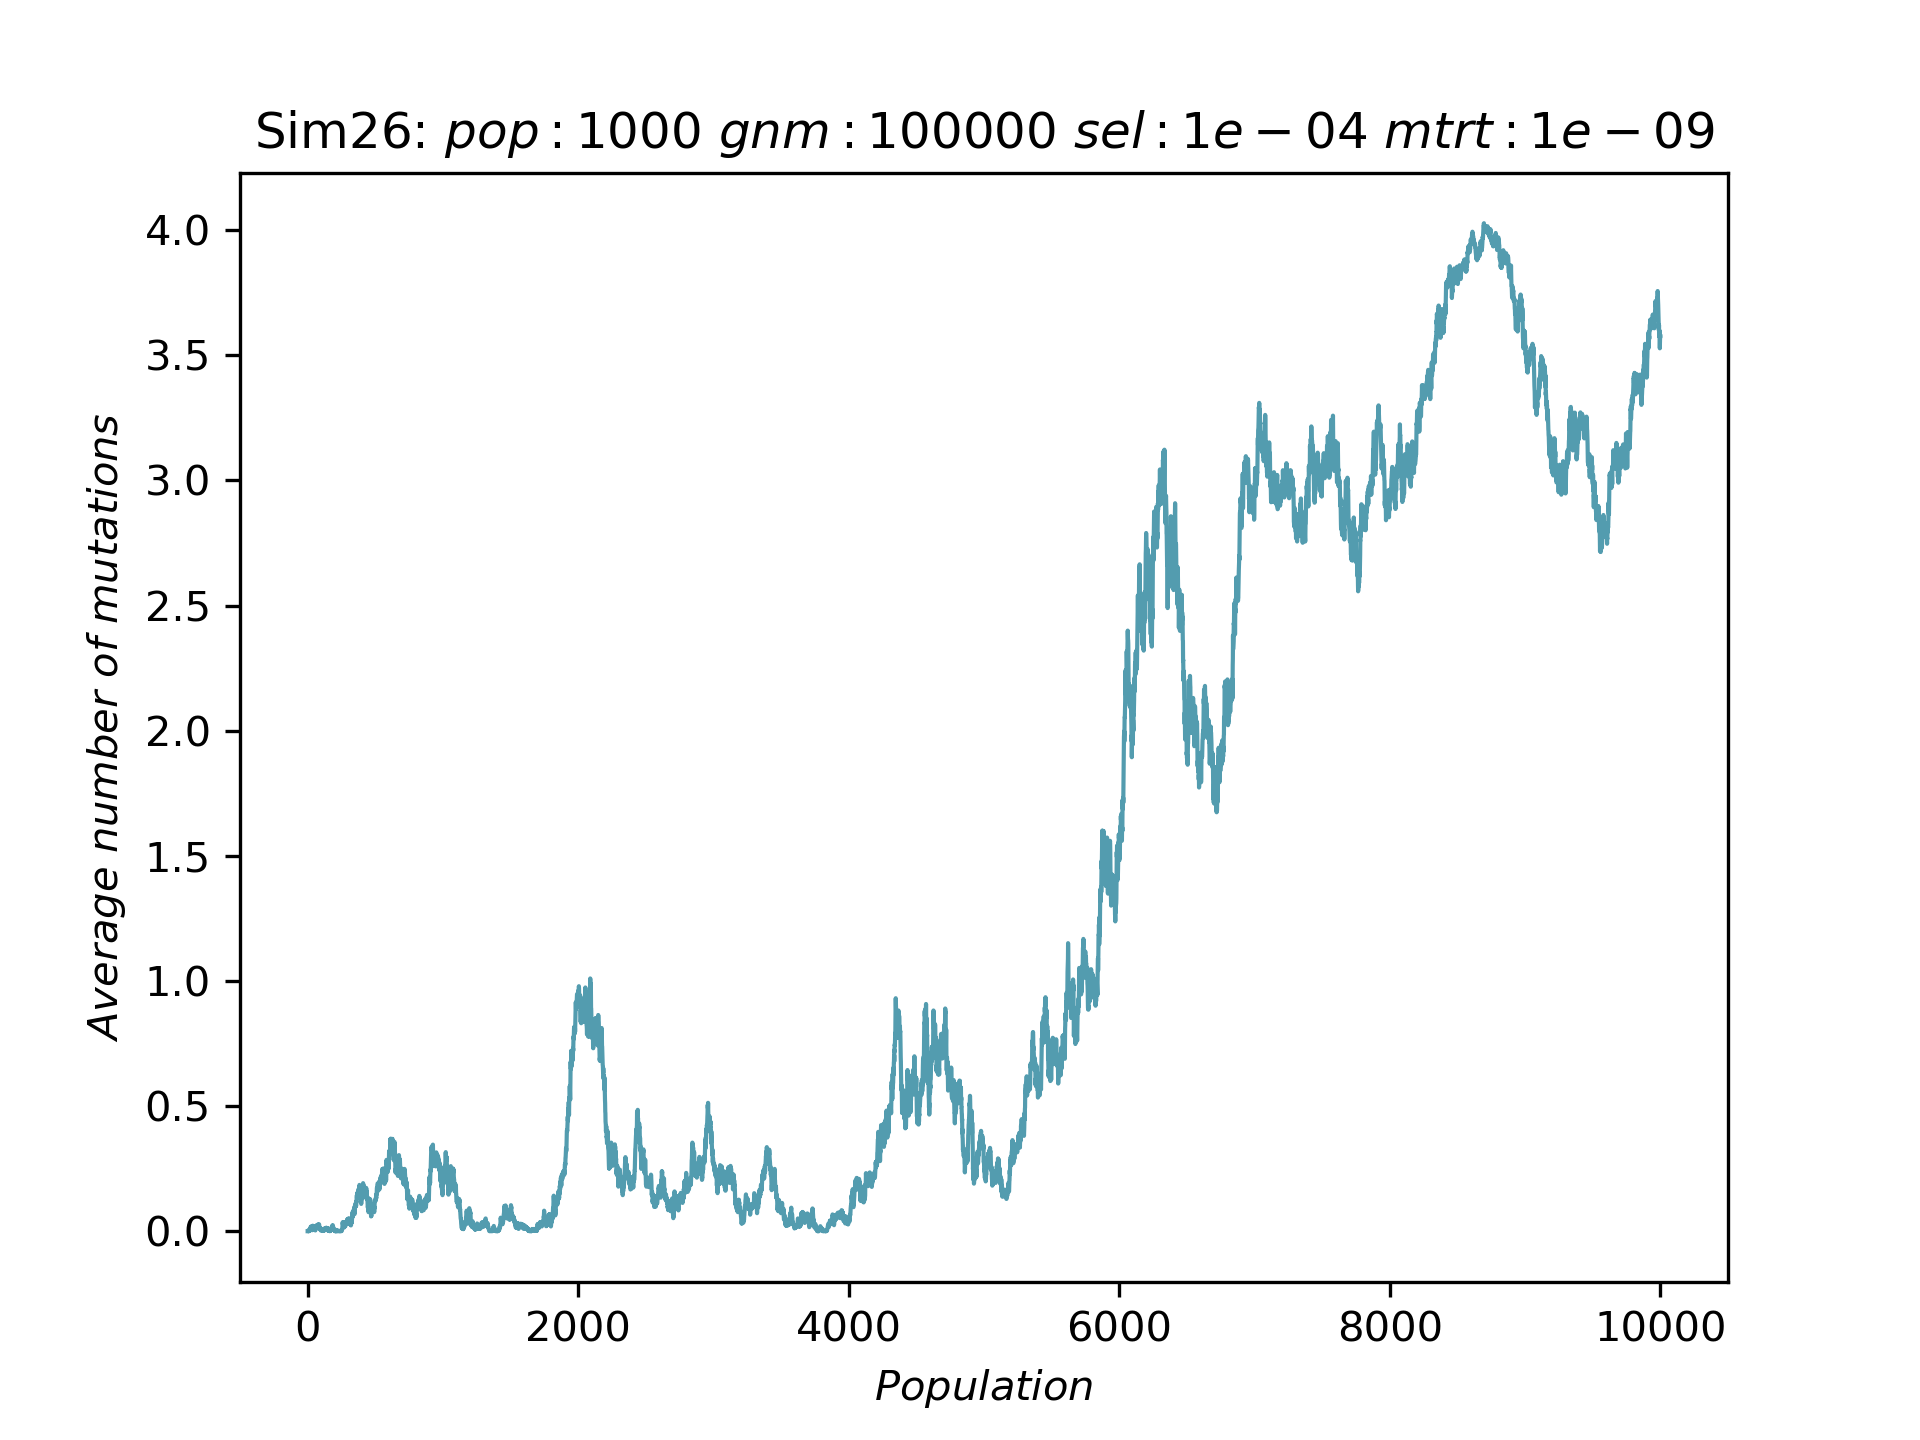 Sim26: pop : 1000 gnm : 100000 sel : 1e − 04 mtrt : 1e − 09
4.0
3.5
3.0
2.5
2.0
1.5
1.0
0.5
0.0
Average number of mutations
0 2000 4000 6000 8000 10000
Population